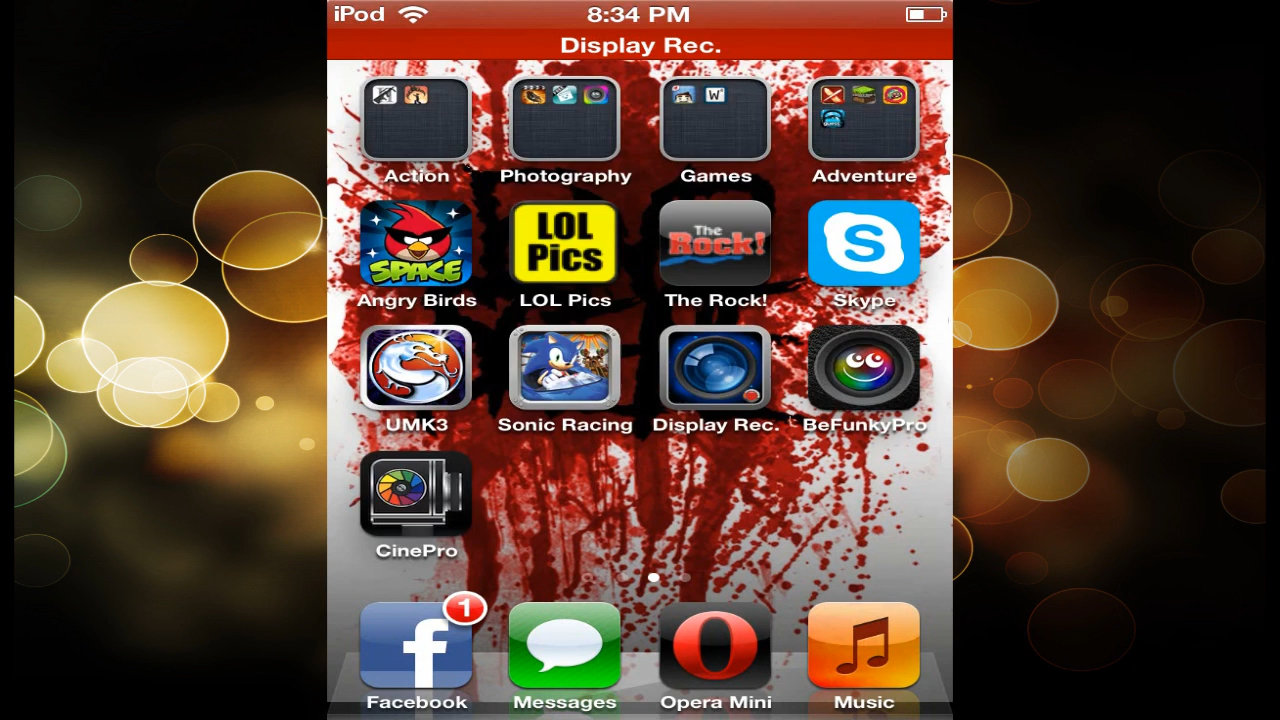 iPod 8:34 PM
Display Rec.
W
Action Photography Games Adventure
SPACE LOL Pics The Rock! S
Angry Birds LOL Pics The Rock! Skype
UMK3 Sonic Racing Display Rec. BeFunkyPro
CinePro
1
f
Facebook Messages Opera Mini Music